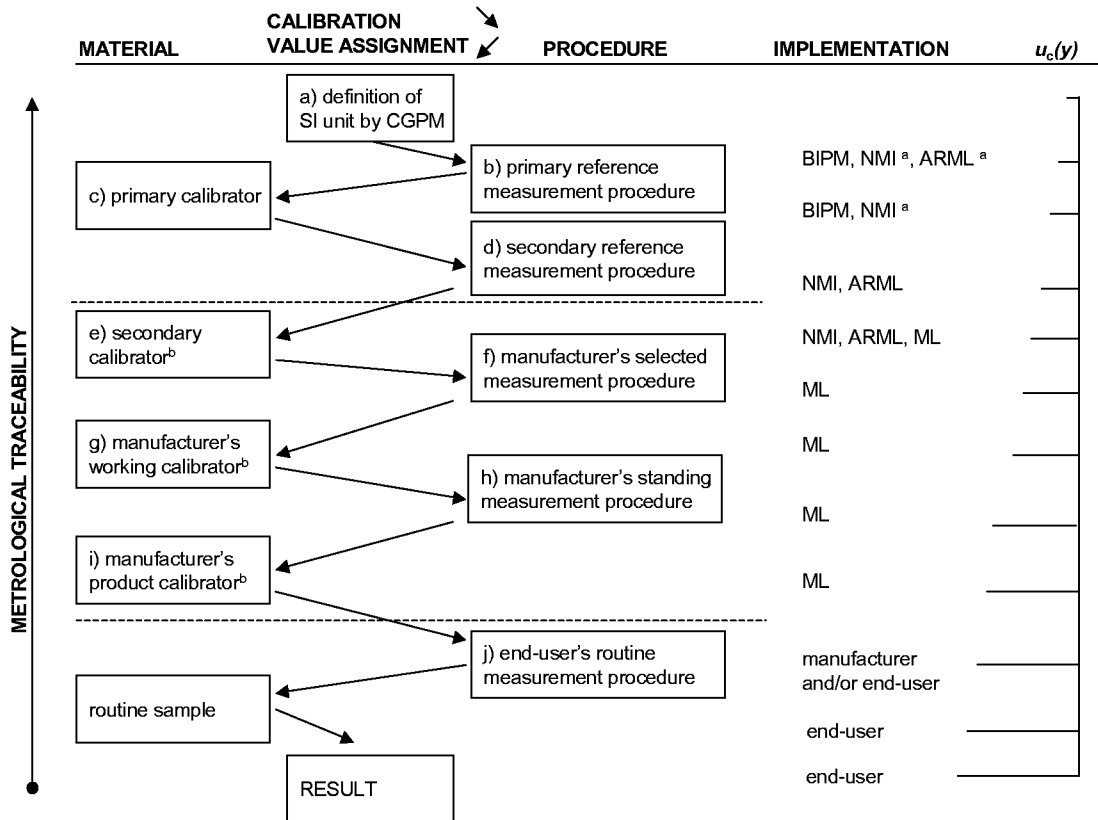 CALIBRATION
MATERIAL VALUE ASSIGNMENT PROCEDURE IMPLEMENTATION uc(y)
a) definition of
SI unit by CGPM
b) primary reference
measurement procedure
BIPM, NMI ᵃ, ARML ᵃ
c) primary calibrator
BIPM, NMI ᵃ
d) secondary reference
measurement procedure
NMI, ARML
e) secondary
calibratorᵇ
NMI, ARML, ML
f) manufacturer's selected
measurement procedure
ML
g) manufacturer's
working calibratorᵇ
ML
h) manufacturer's standing
measurement procedure
ML
i) manufacturer's
product calibratorᵇ
ML
j) end-user's routine
measurement procedure
manufacturer
and/or end-user
routine sample
end-user
RESULT
end-user
METROLOGICAL TRACEABILITY